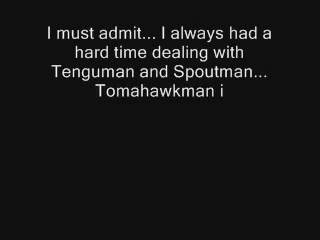 I must admit... I always had a
hard time dealing with
Tenguman and Spoutman...
Tomahawkman i